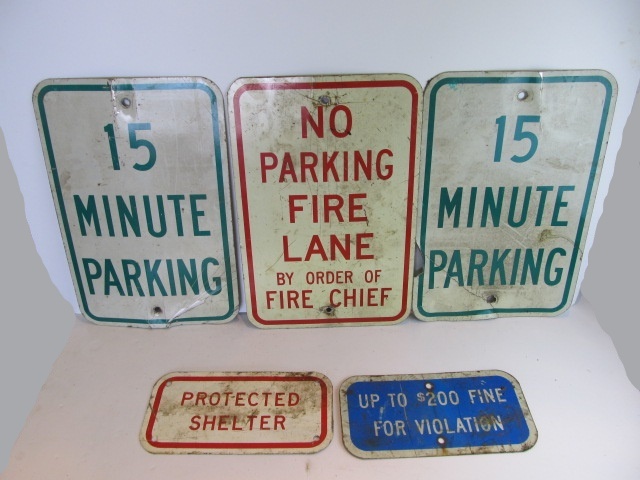 15
MINUTE
PARKING
NO
PARKING
FIRE
LANE
BY ORDER OF
FIRE CHIEF
15
MINUTE
PARKING
PROTECTED
SHELTER
UP TO $200 FINE
FOR VIOLATION